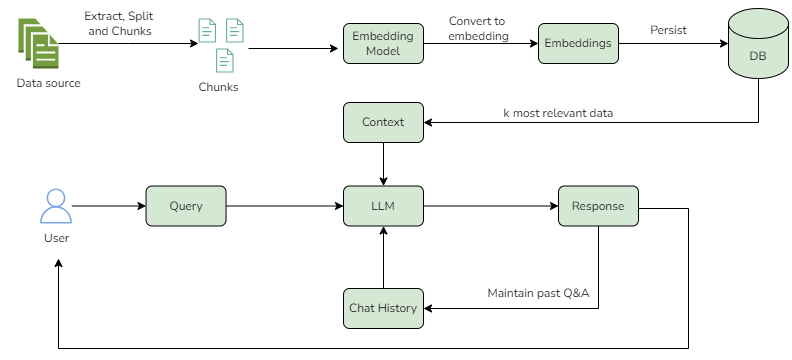 Extract, Split
and Chunks
Data source
Chunks
Embedding
Model
Convert to
embedding
Embeddings
Persist
DB
Context
k most relevant data
User
Query
LLM
Response
Chat History
Maintain past Q&A